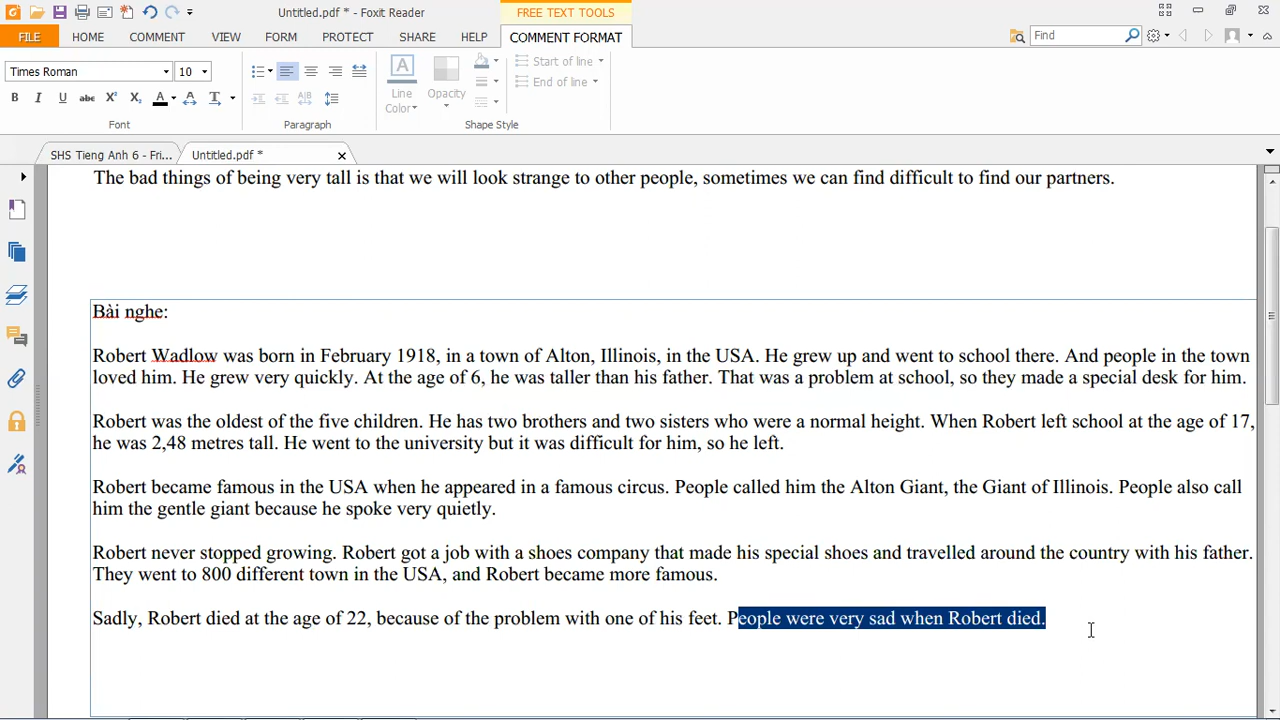 Untitled.pdf * - Foxit Reader
FREE TEXT TOOLS
FILE HOME COMMENT VIEW FORM PROTECT SHARE HELP COMMENT FORMAT Find
Times Roman 10 Start of line
Line Color Opacity End of line
B I U abc X² X₂ A A T
Font Paragraph Shape Style
SHS Tieng Anh 6 - Fri... Untitled.pdf *
The bad things of being very tall is that we will look strange to other people, sometimes we can find difficult to find our partners.
Bài nghe:
Robert Wadlow was born in February 1918, in a town of Alton, Illinois, in the USA. He grew up and went to school there. And people in the town
loved him. He grew very quickly. At the age of 6, he was taller than his father. That was a problem at school, so they made a special desk for him.
Robert was the oldest of the five children. He has two brothers and two sisters who were a normal height. When Robert left school at the age of 17,
he was 2,48 metres tall. He went to the university but it was difficult for him, so he left.
Robert became famous in the USA when he appeared in a famous circus. People called him the Alton Giant, the Giant of Illinois. People also call
him the gentle giant because he spoke very quietly.
Robert never stopped growing. Robert got a job with a shoes company that made his special shoes and travelled around the country with his father.
They went to 800 different town in the USA, and Robert became more famous.
Sadly, Robert died at the age of 22, because of the problem with one of his feet. People were very sad when Robert died.